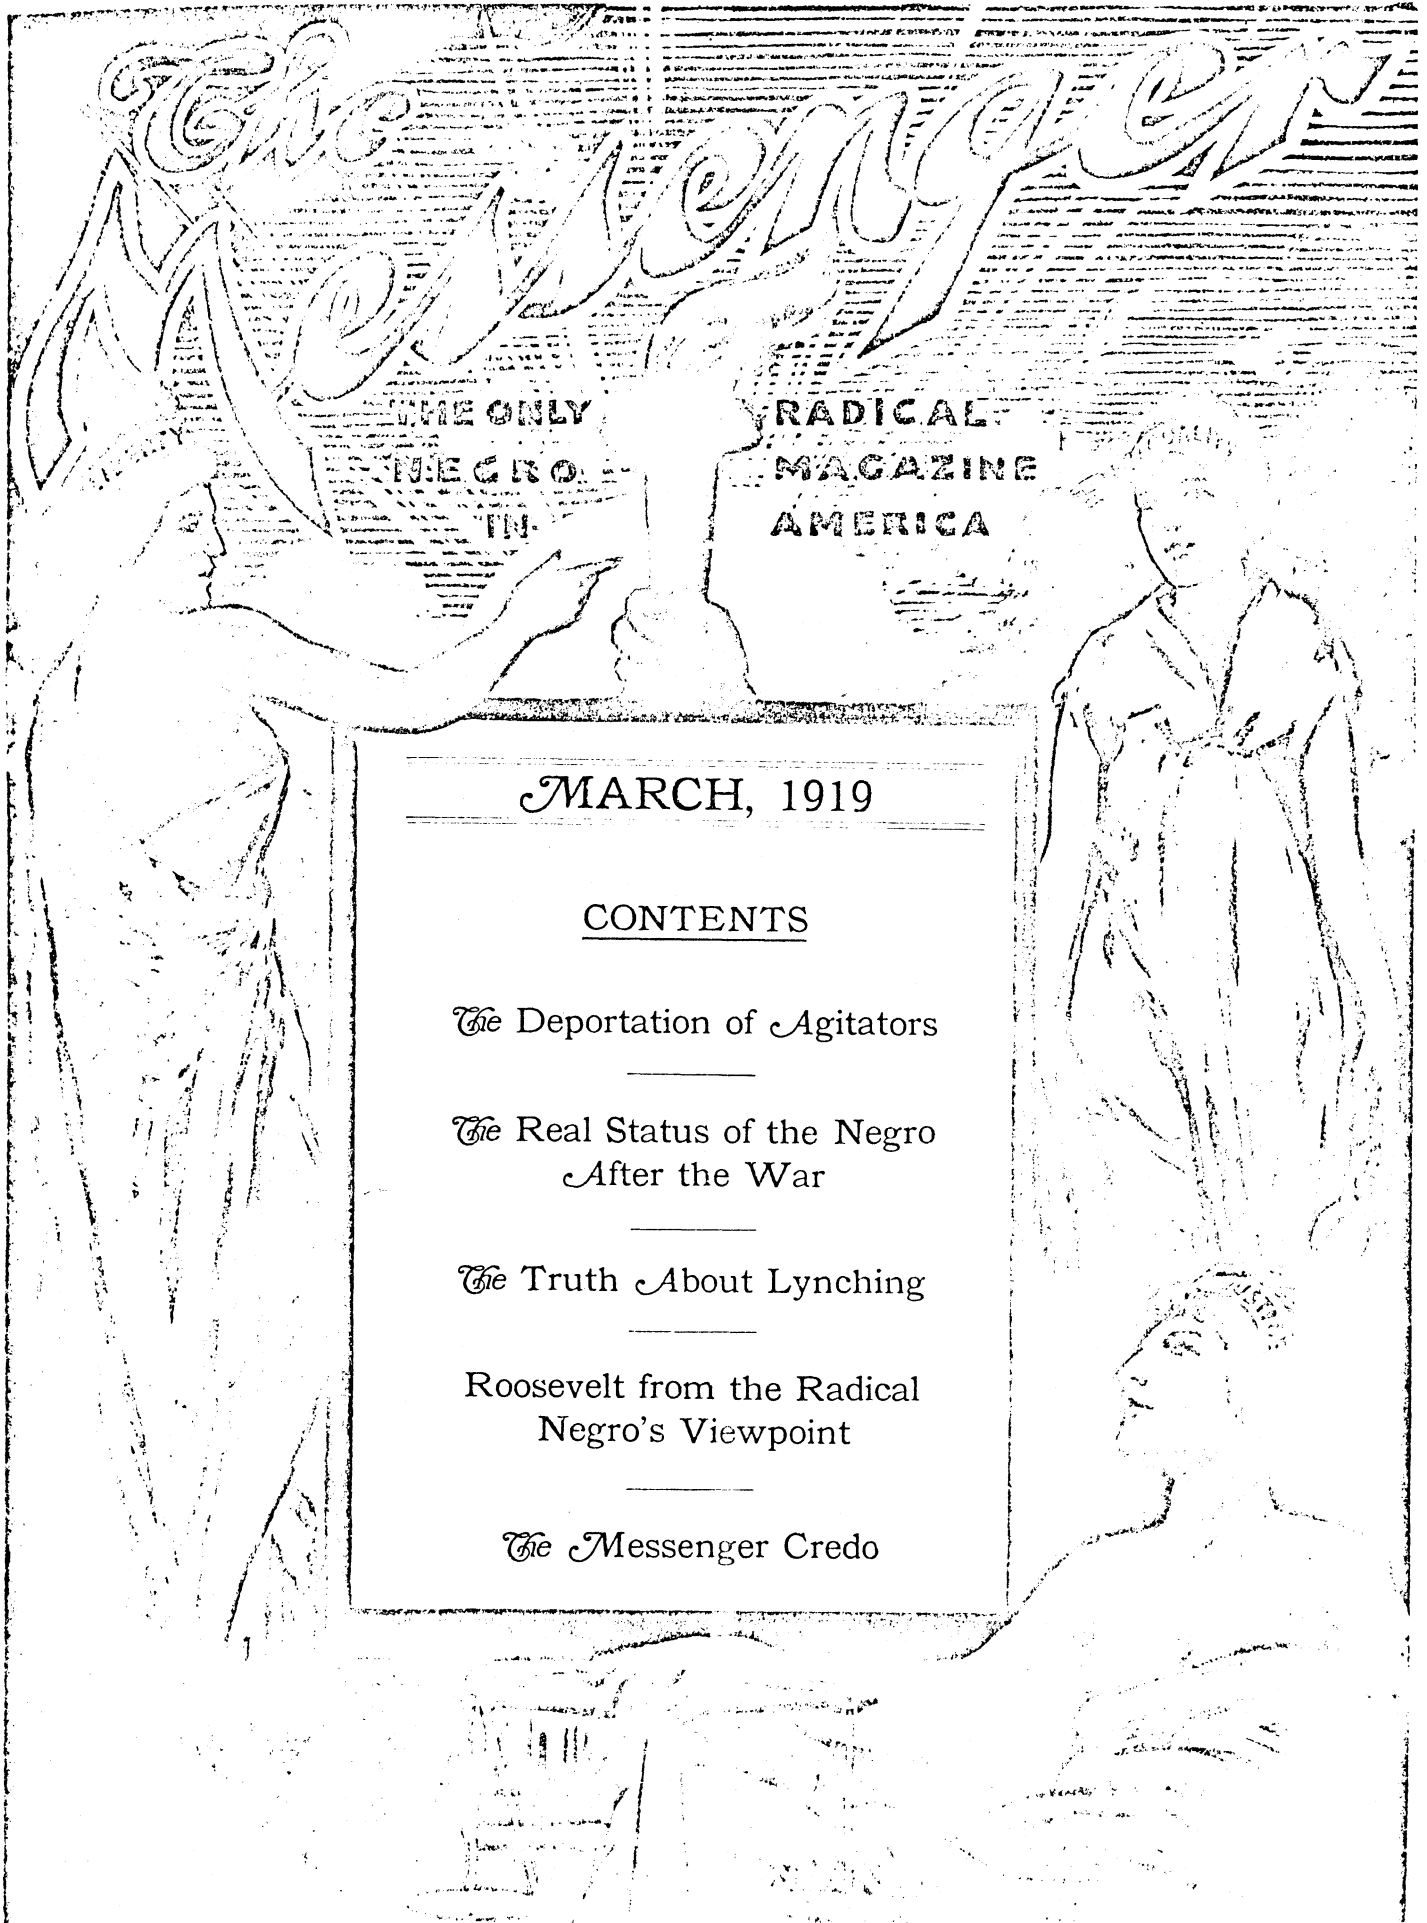 The
Messenger
THE ONLY RADICAL
NEGRO MAGAZINE
IN AMERICA
MARCH, 1919
CONTENTS
The Deportation of Agitators
The Real Status of the Negro
After the War
The Truth About Lynching
Roosevelt from the Radical
Negro's Viewpoint
The Messenger Credo